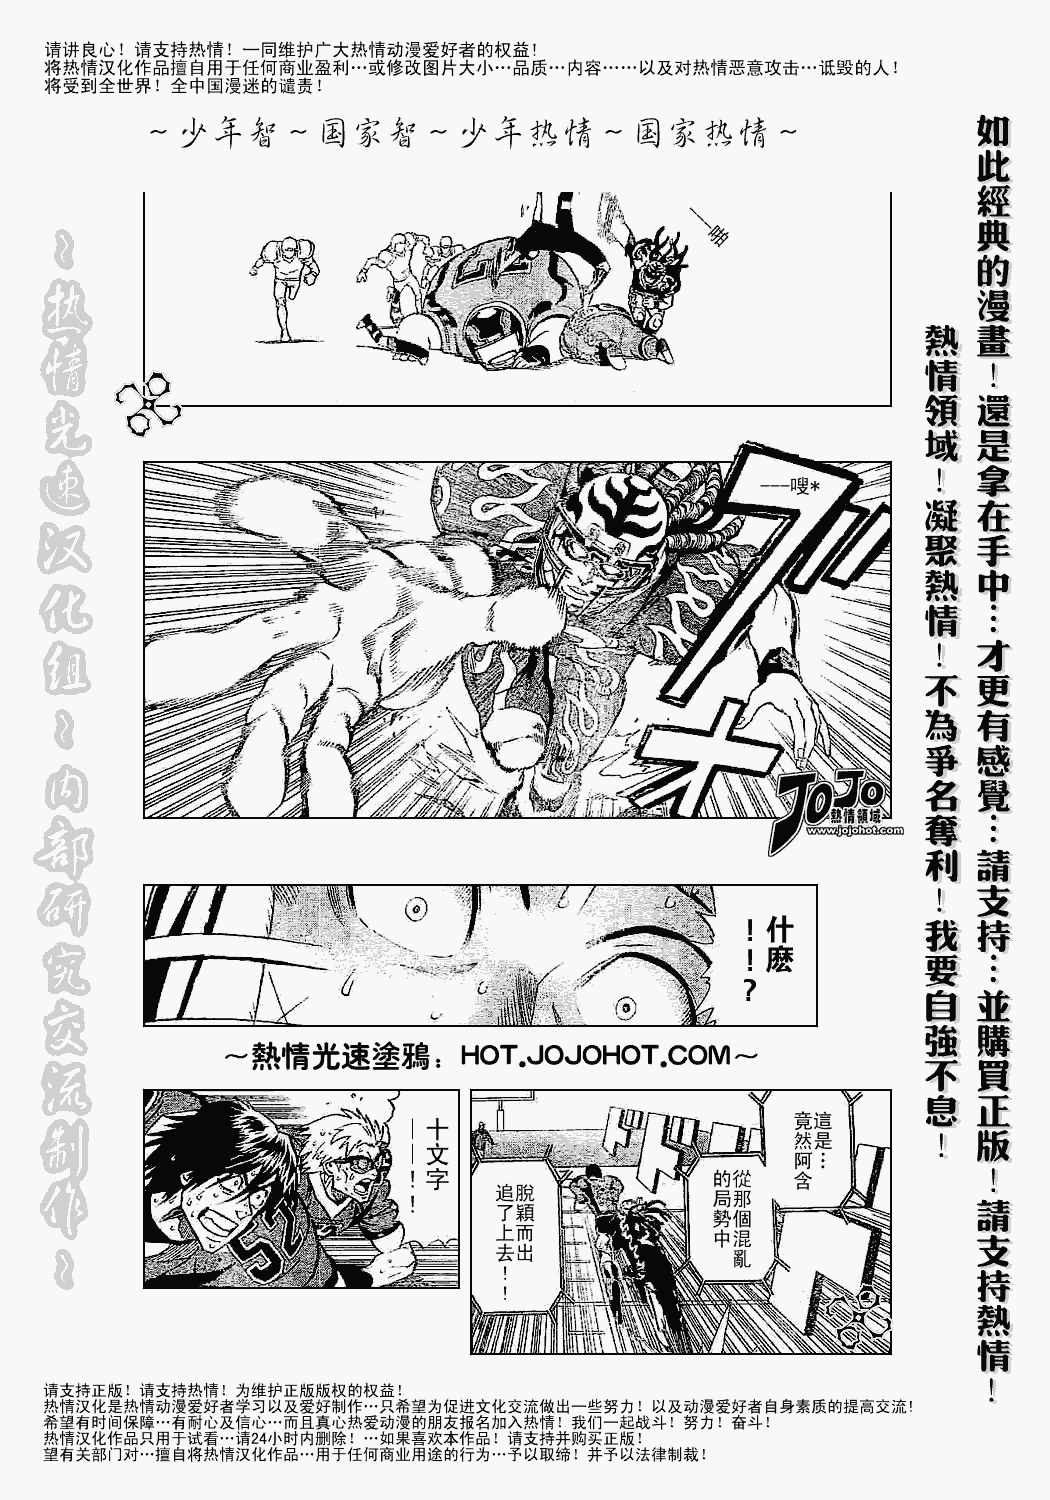 请讲良心！请支持热情！一同维护广大热情动漫爱好者的权益！
将热情汉化作品擅自用于任何商业盈利…或修改图片大小…品质…内容……以及对热情恶意攻击…诋毁的人！
将受到全世界！全中国漫迷的谴责！
～少年智～国家智～少年热情～国家热情～
如此經典的漫畫！還是拿在手中…才更有感覺…請支持…並購買正版！請支持熱情！
熱情領域！凝聚熱情！不為爭名奪利！我要自強不息！
～热情光速汉化组～内部研究交流制作～
---嗖*
グオ
JOJO
熱情領域
www.jojohot.com
什麽
！！？
～熱情光速塗鴉：HOT.JOJOHOT.COM～
這是…
竟然阿含
從那個混亂
的局勢中
脫穎而出
追了上去！！
ドドドド
十文字
——！！
52
请支持正版！请支持热情！为维护正版版权的权益！
热情汉化是热情动漫爱好者学习以及爱好制作…只希望为促进文化交流做出一些努力！以及动漫爱好者自身素质的提高交流！
希望有时间保障…有耐心及信心…而且真心热爱动漫的朋友报名加入热情！我们一起战斗！努力！奋斗！
热情汉化作品只用于试看…请24小时内删除！…如果喜欢本作品！请支持并购买正版！
望有关部门对…擅自将热情汉化作品…用于任何商业用途的行为…予以取缔！并予以法律制裁！